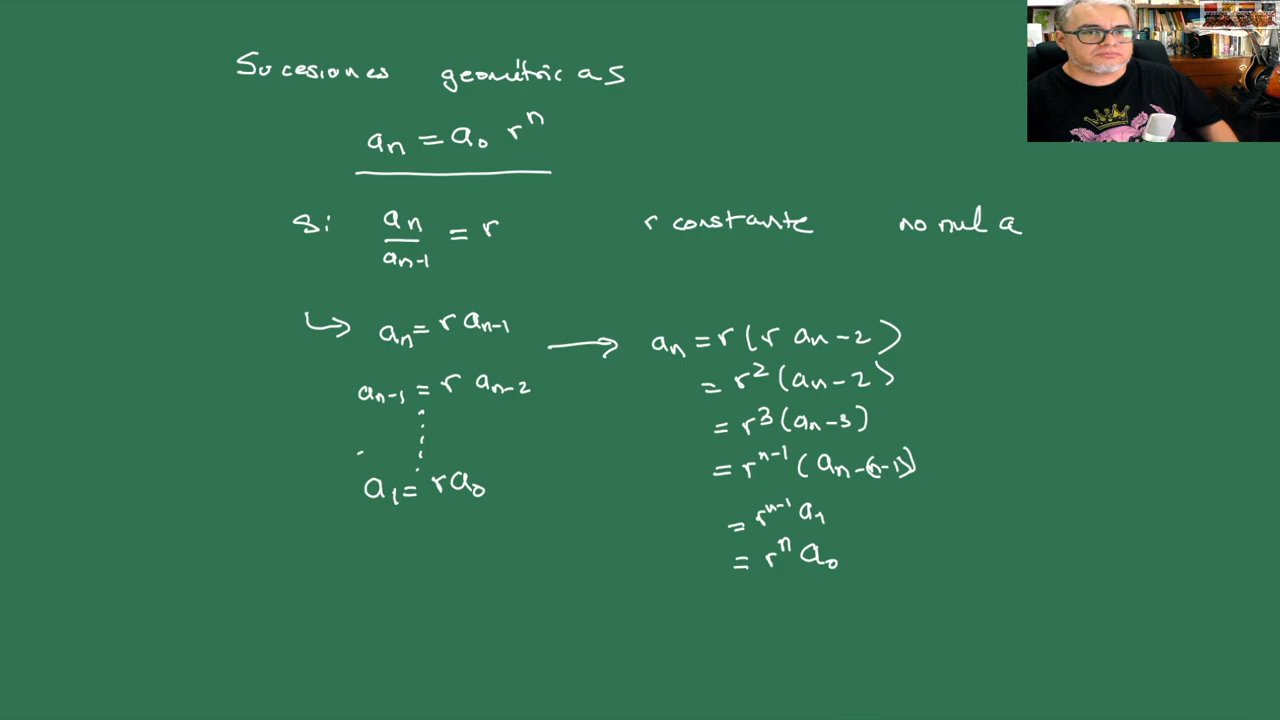 Sucesiones geométricas
aₙ = a₀ rⁿ
Si aₙ/aₙ₋₁ = r r constante no nula
↳ aₙ = r aₙ₋₁ → aₙ = r(r aₙ₋₂)
aₙ₋₁ = r aₙ₋₂ = r²(aₙ₋₂)
= r³(aₙ₋₃)
= rⁿ⁻¹(aₙ₋₍ₙ₋₁₎)
a₁ = ra₀
= rⁿ⁻¹ a₁
= rⁿ a₀